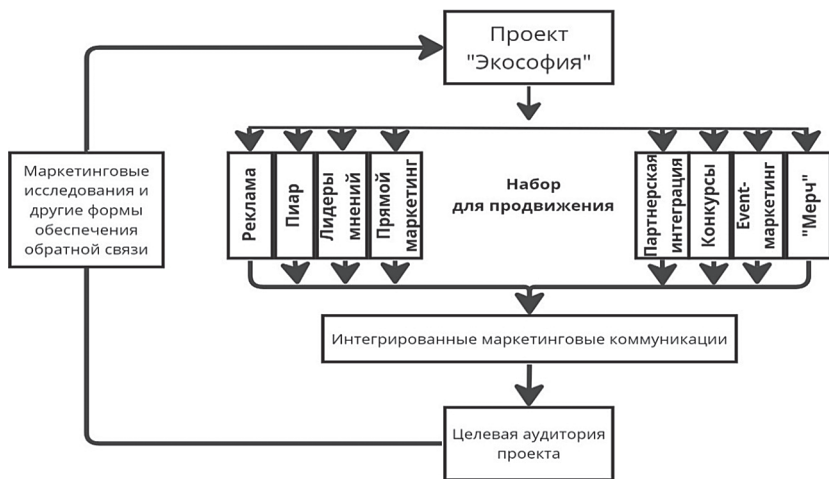 Проект
"Экософия"
Маркетинговые
исследования и
другие формы
обеспечения
обратной связи
Реклама
Пиар
Лидеры
мнений
Прямой
маркетинг
Набор
для продвижения
Партнерская
интеграция
Конкурсы
Event-
маркетинг
"Мерч"
Интегрированные маркетинговые коммуникации
Целевая аудитория
проекта